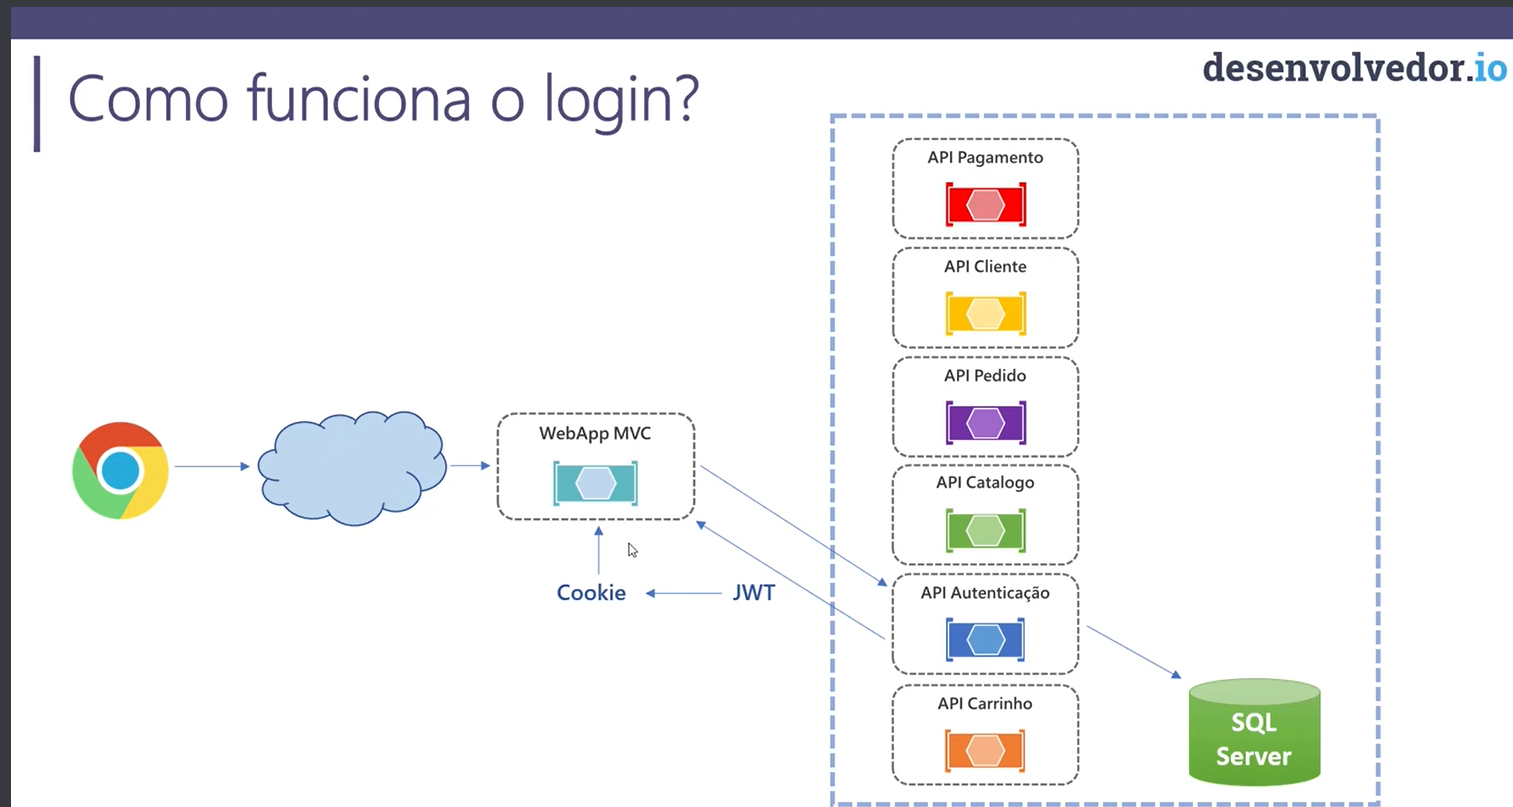 Como funciona o login?
desenvolvedor.io
API Pagamento
API Cliente
API Pedido
API Catalogo
WebApp MVC
Cookie
JWT
API Autenticação
API Carrinho
SQL
Server